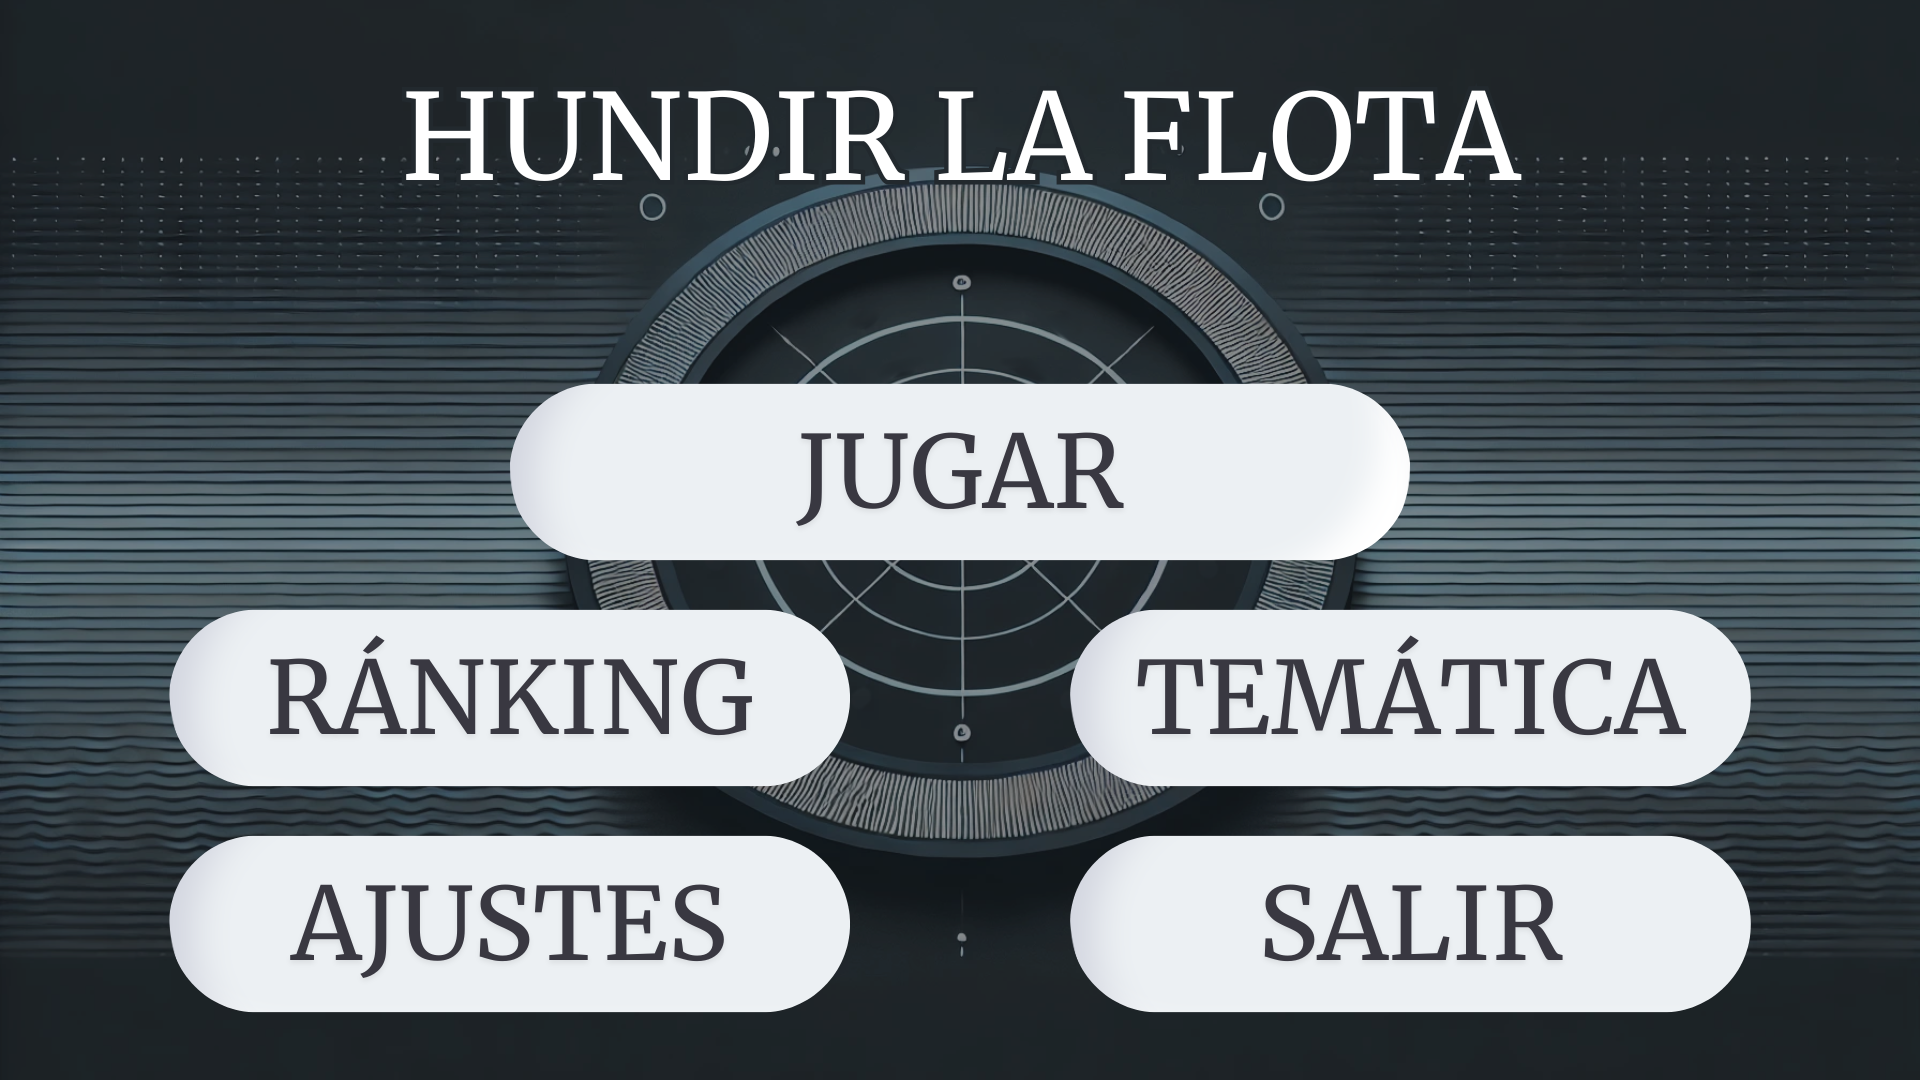 HUNDIR LA FLOTA
JUGAR
RÁNKING
TEMÁTICA
AJUSTES
SALIR